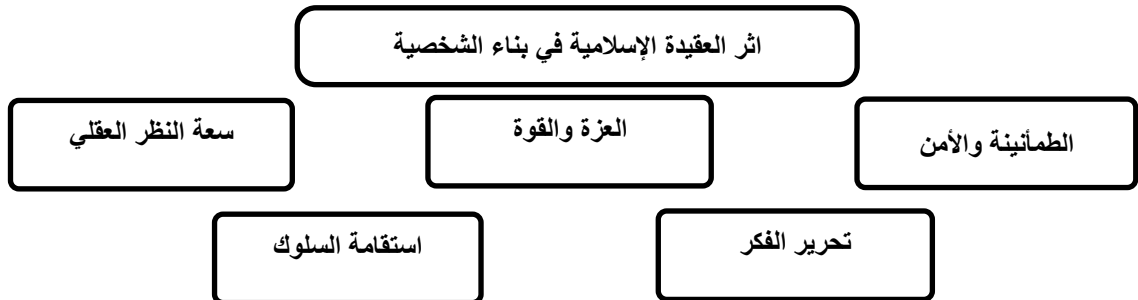 اثر العقيدة الإسلامية في بناء الشخصية
الطمأنينة والأمن
العزة والقوة
سعة النظر العقلي
تحرير الفكر
استقامة السلوك